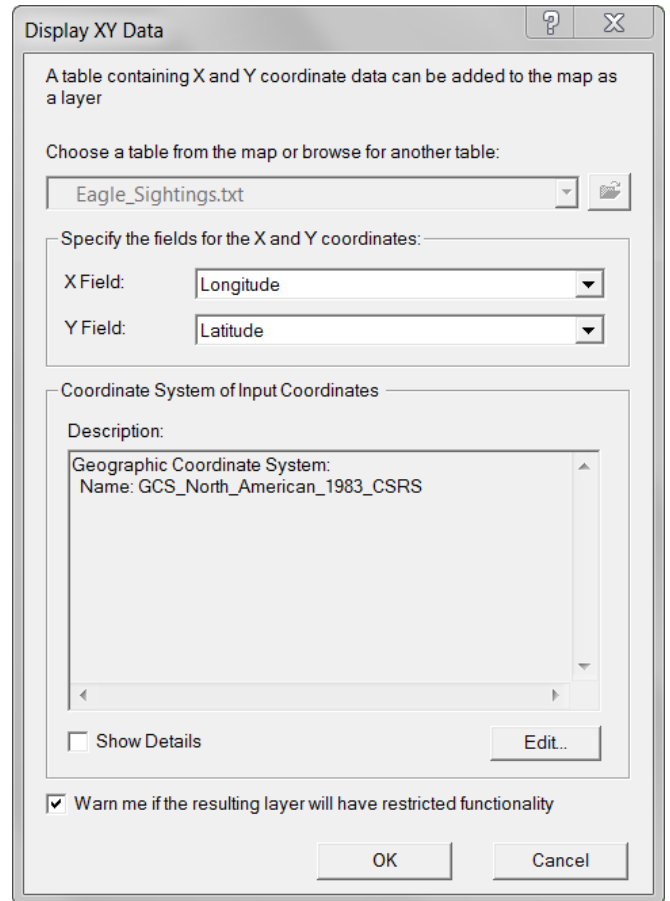 Display XY Data
A table containing X and Y coordinate data can be added to the map as
a layer
Choose a table from the map or browse for another table:
Eagle_Sightings.txt
Specify the fields for the X and Y coordinates:
X Field:
Longitude
Y Field:
Latitude
Coordinate System of Input Coordinates
Description:
Geographic Coordinate System:
Name: GCS_North_American_1983_CSRS
Show Details
Edit...
Warn me if the resulting layer will have restricted functionality
OK
Cancel